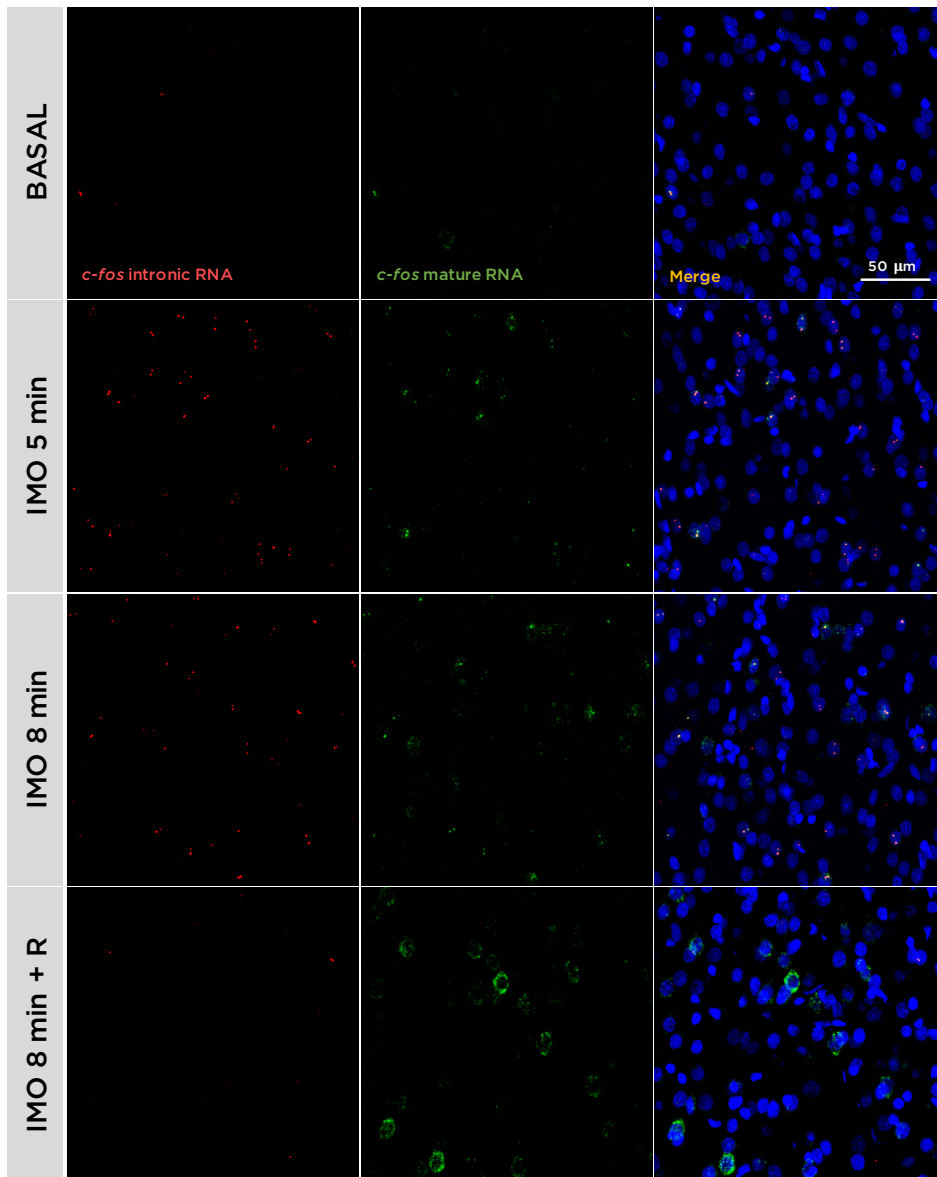 BASAL
c-fos intronic RNA
c-fos mature RNA
Merge
50 μm
IMO 5 min
IMO 8 min
IMO 8 min + R